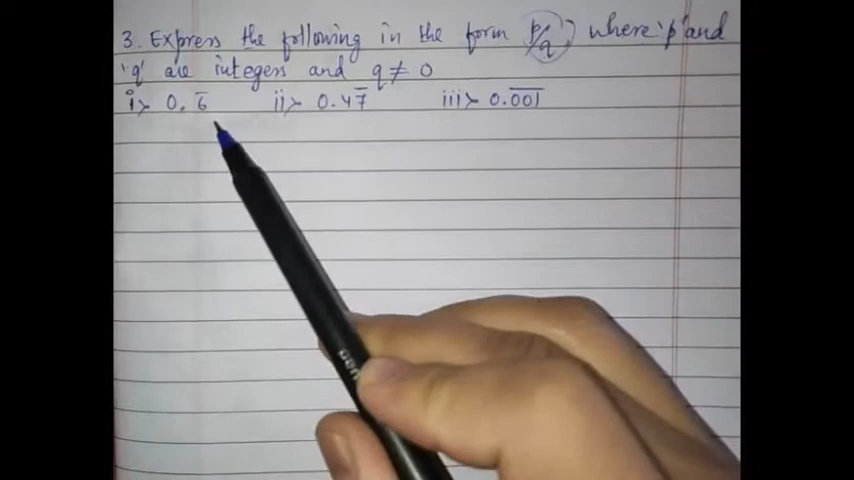 3. Express the following in the form p/q, where 'p' and
'q' are integers and q ≠ 0
i> 0.6̅ ii> 0.47̅ iii> 0.0̅0̅1̅